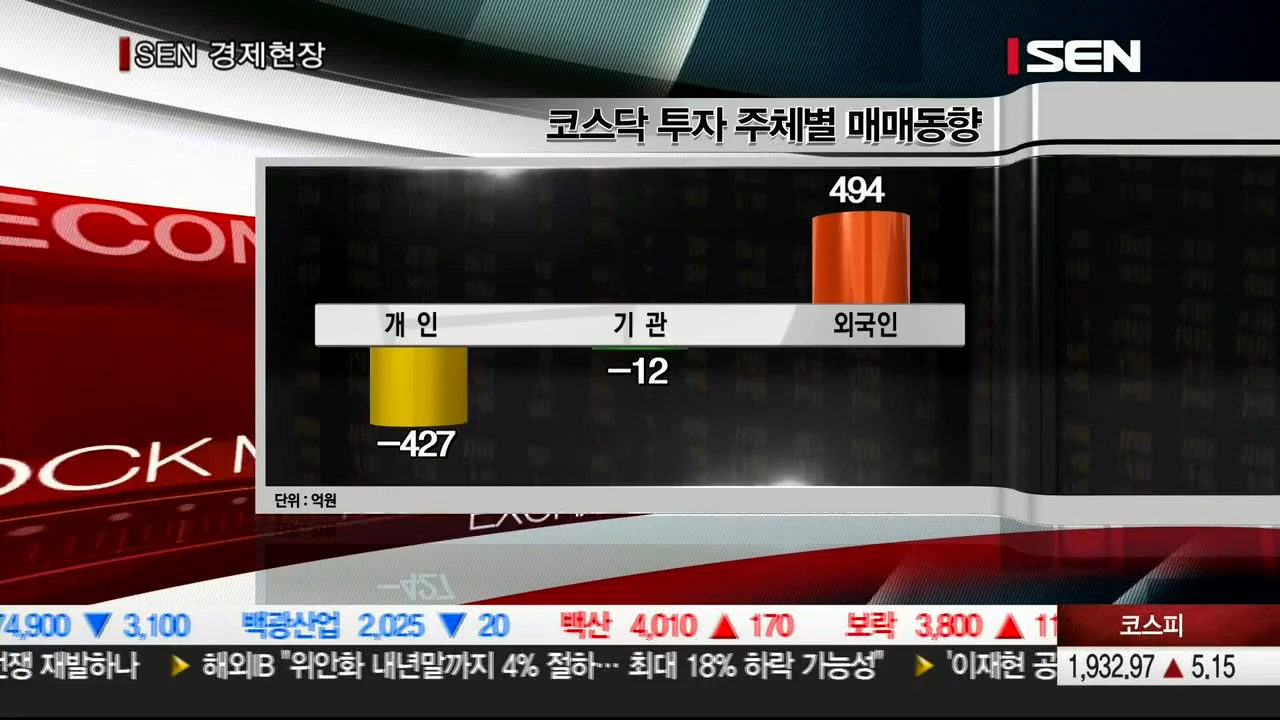 SEN 경제현장
SEN
코스닥 투자 주체별 매매동향
494
개 인 기 관 외국인
-12
-427
단위 : 억원
74,900 ▼ 3,100 백광산업 2,025 ▼ 20 백산 4,010 ▲ 170 보락 3,800 ▲ 11
코스피
재발하나 ▶ 해외IB "위안화 내년말까지 4% 절하… 최대 18% 하락 가능성" ▶ '이재현 공
1,932.97 ▲ 5.15